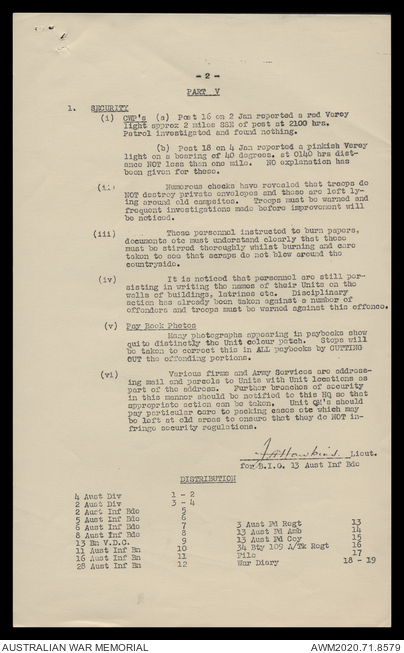 - 2 -
PART V
1. SECURITY
(i) CWP's (a) Post 16 on 2 Jan reported a red Verey
light approx 2 miles SSE of post at 2100 hrs.
Patrol investigated and found nothing.
(b) Post 18 on 4 Jan reported a pinkish Verey
light on a bearing of 40 degrees, at 0140 hrs dist-
ance NOT less than one mile. NO explanation has
been given for these.
(ii) Numerous checks have revealed that troops do
NOT destroy private envelopes and these are left ly-
ing around old campsites. Troops must be warned and
frequent investigations made before improvement will
be noticed.
(iii) These personnel instructed to burn papers,
documents etc must understand clearly that these
must be stirred thoroughly whilst burning and care
taken to see that scraps do not blow around the
countryside.
(iv) It is noticed that personnel are still per-
sisting in writing the names of their Units on the
walls of buildings, latrines etc. Disciplinary
action has already been taken against a number of
offenders and troops must be warned against this offence.
(v) Pay Book Photos
Many photographs appearing in paybooks show
quite distinctly the Unit colour patch. Steps will
be taken to correct this in ALL paybooks by CUTTING
OUT the offending portions.
(vi) Various firms and Army Services are address-
ing mail and parcels to Units with Unit locations as
part of the address. Further branches of security
in this manner should be notified to this HQ so that
appropriate action can be taken. Unit QM's should
pay particular care to packing cases etc which may
be left at old areas to ensure that they do NOT in-
fringe security regulations.
Lieut.
for B.I.O. 13 Aust Inf Bde
DISTRIBUTION
4 Aust Div 1 - 2
2 Aust Div 3 - 4
2 Aust Inf Bde 5
5 Aust Inf Bde 6
6 Aust Inf Bde 7
8 Aust Inf Bde 8
13 Bn V.D.C. 9
11 Aust Inf Bn 10
16 Aust Inf Bn 11
28 Aust Inf Bn 12
3 Aust Fd Regt 13
13 Aust Fd Amb 14
13 Aust Fd Coy 15
34 Bty 109 A/Tk Regt 16
File 17
War Diary 18 - 19
AUSTRALIAN WAR MEMORIAL
AWM2020.71.8579